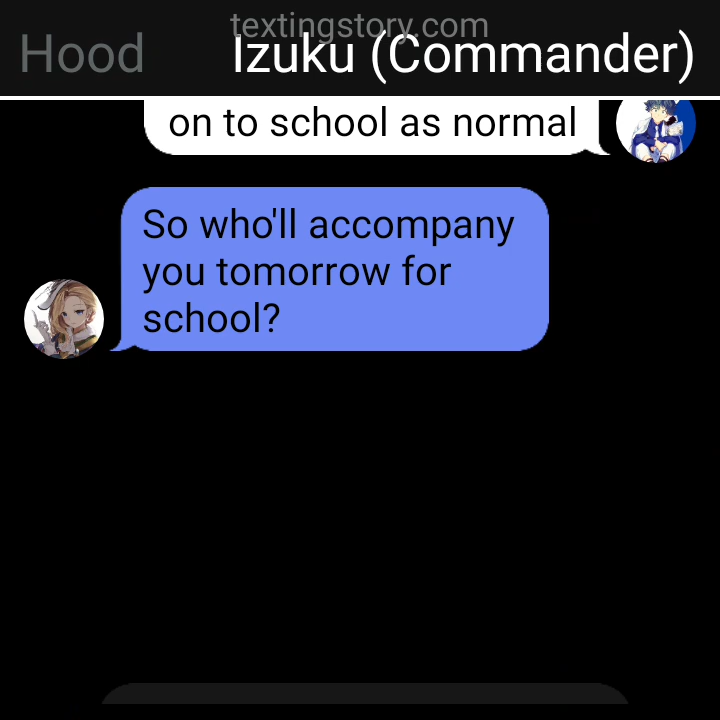 textingstory.com
Hood Izuku (Commander)
on to school as normal
So who'll accompany
you tomorrow for
school?